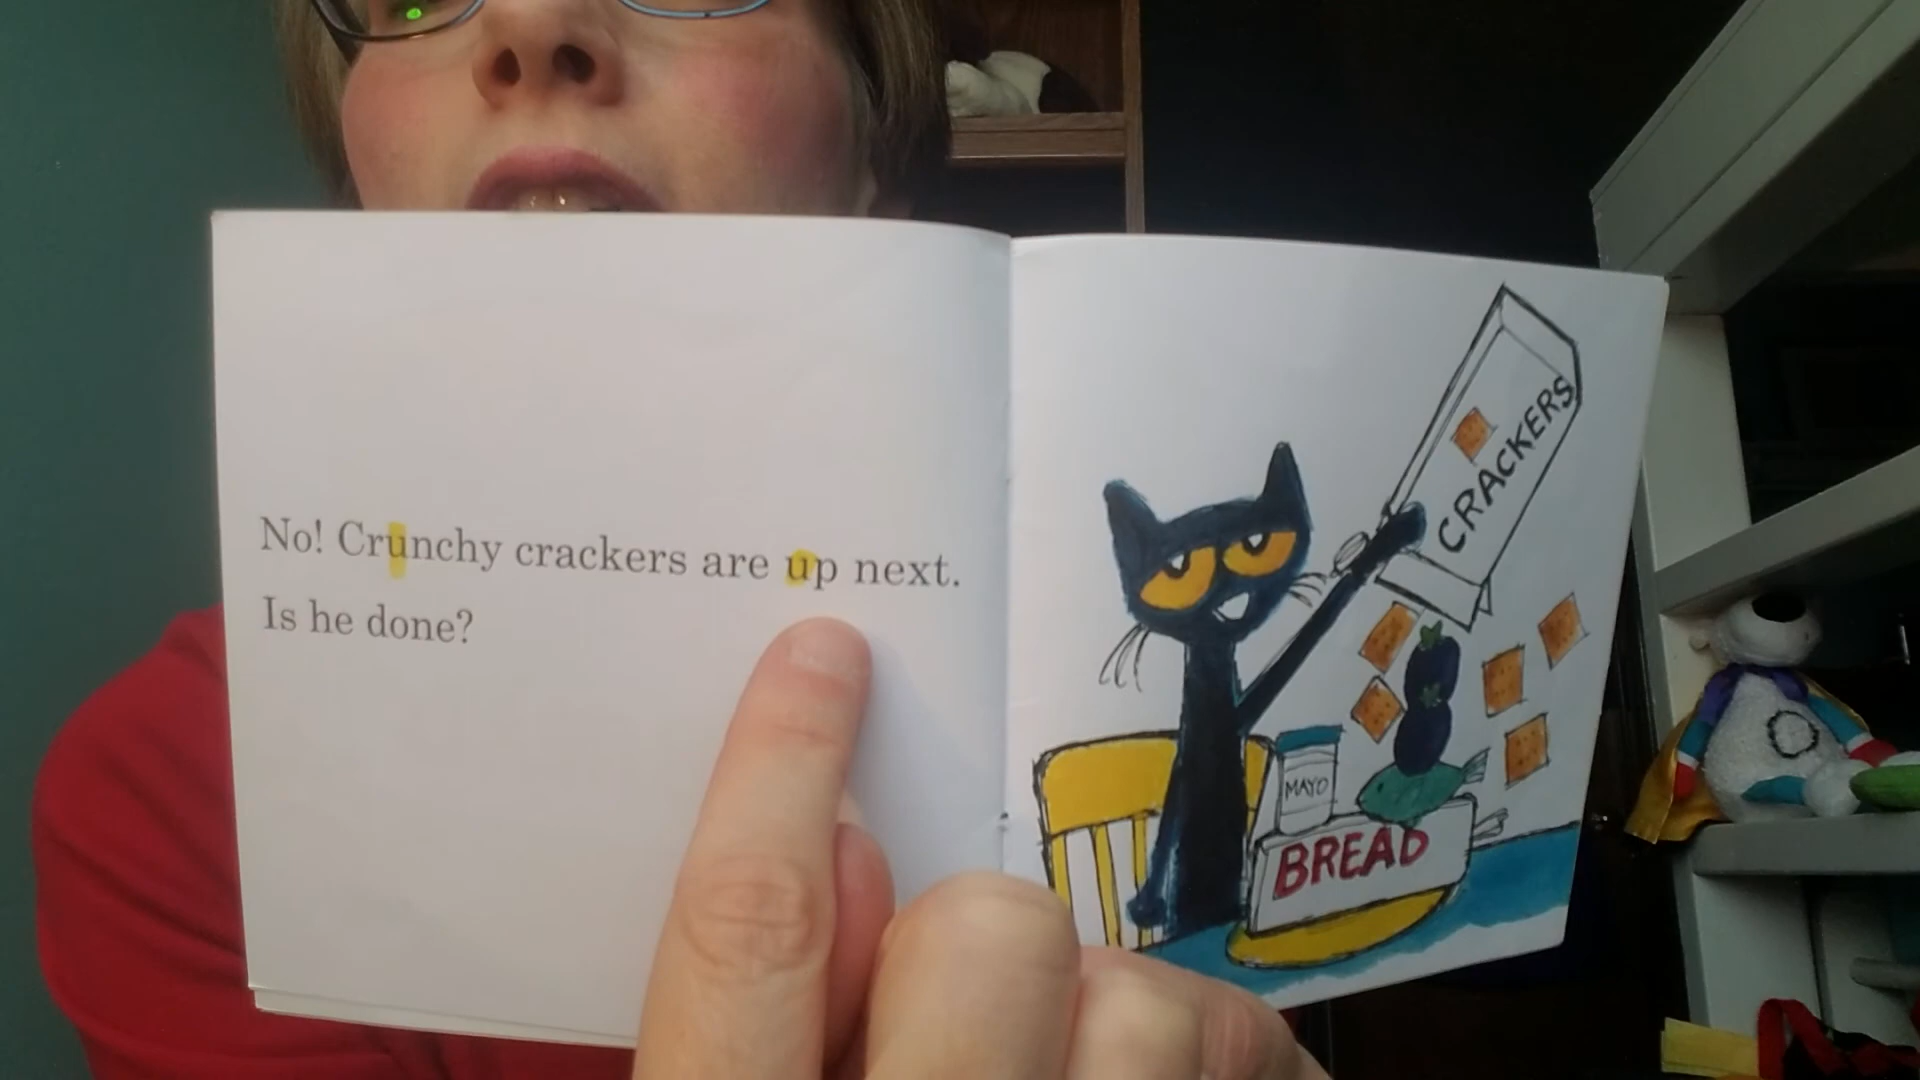 No! Crunchy crackers are up next.
Is he done?
CRACKERS
MAYO
BREAD